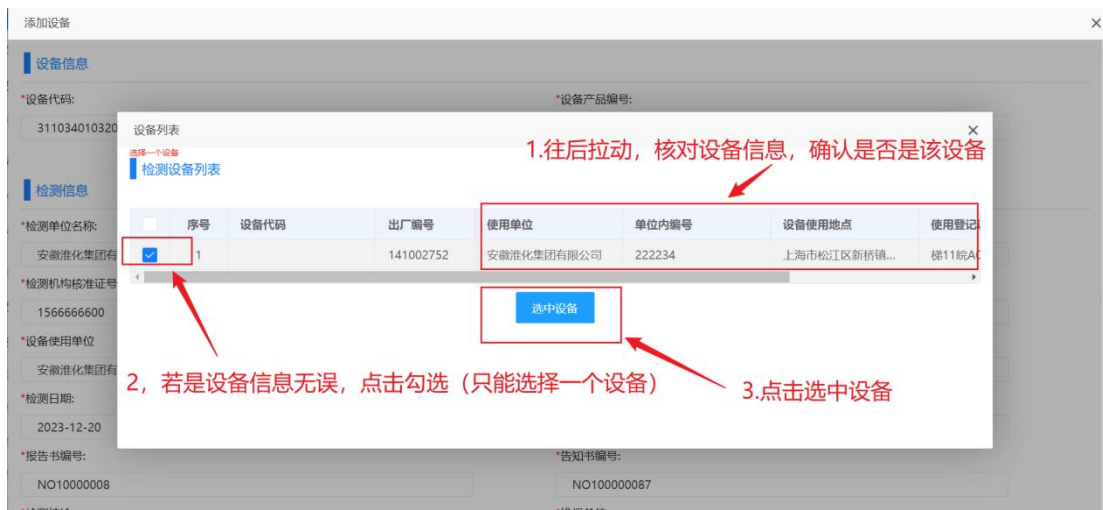 添加设备
设备信息
*设备代码:
*设备产品编号:
311034010320
设备列表
选择一个设备
检测设备列表
1.往后拉动，核对设备信息，确认是否是该设备
检测信息
*检测单位名称:
序号 设备代码 出厂编号 使用单位 单位内编号 设备使用地点 使用登记
安徽淮化集团有
1 141002752 安徽淮化集团有限公司 222234 上海市松江区新桥镇... 梯11皖A
*检测机构核准证号
选中设备
1566666600
*设备使用单位
安徽淮化集团有
2，若是设备信息无误，点击勾选（只能选择一个设备）
3.点击选中设备
*检测日期:
2023-12-20
*报告书编号:
*告知书编号:
NO10000008
NO100000087